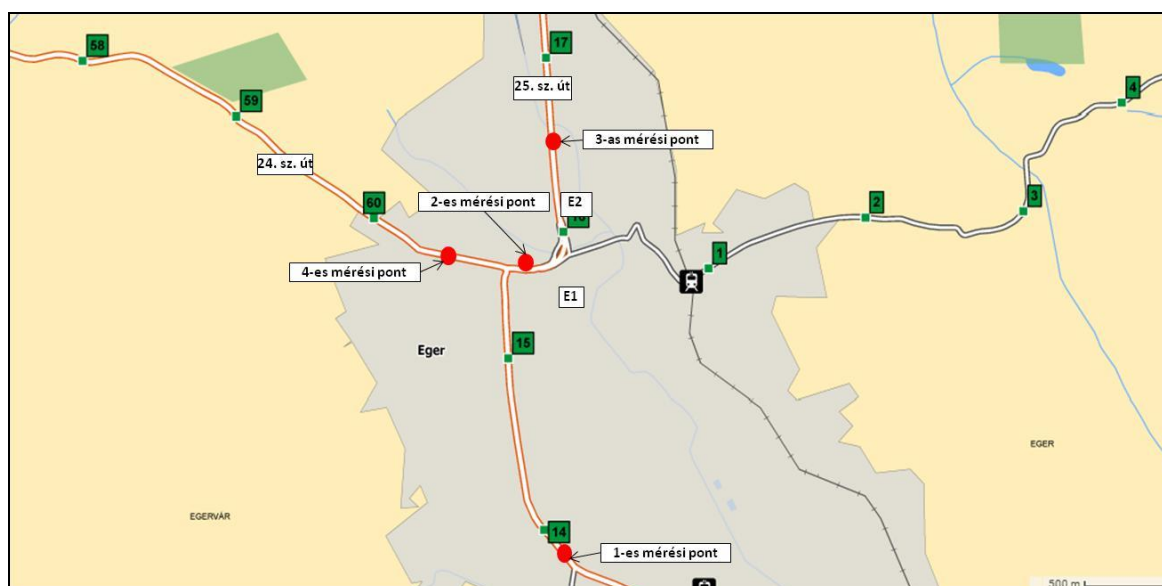 58
17
25. sz. út
4
59
3-as mérési pont
24. sz. út
2-es mérési pont
E2
60
16
2
3
4-es mérési pont
1
E1
15
Eger
EGER
EGERVÁR
14
1-es mérési pont
500 m